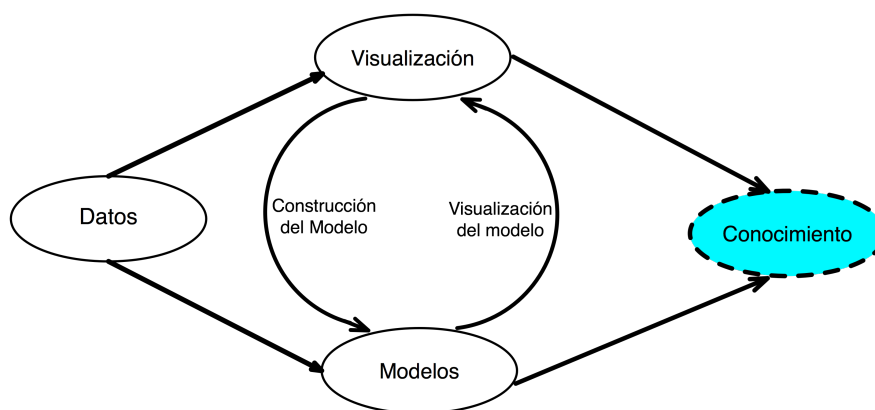 Visualización
Construcción
del Modelo
Visualización
del modelo
Datos
Conocimiento
Modelos